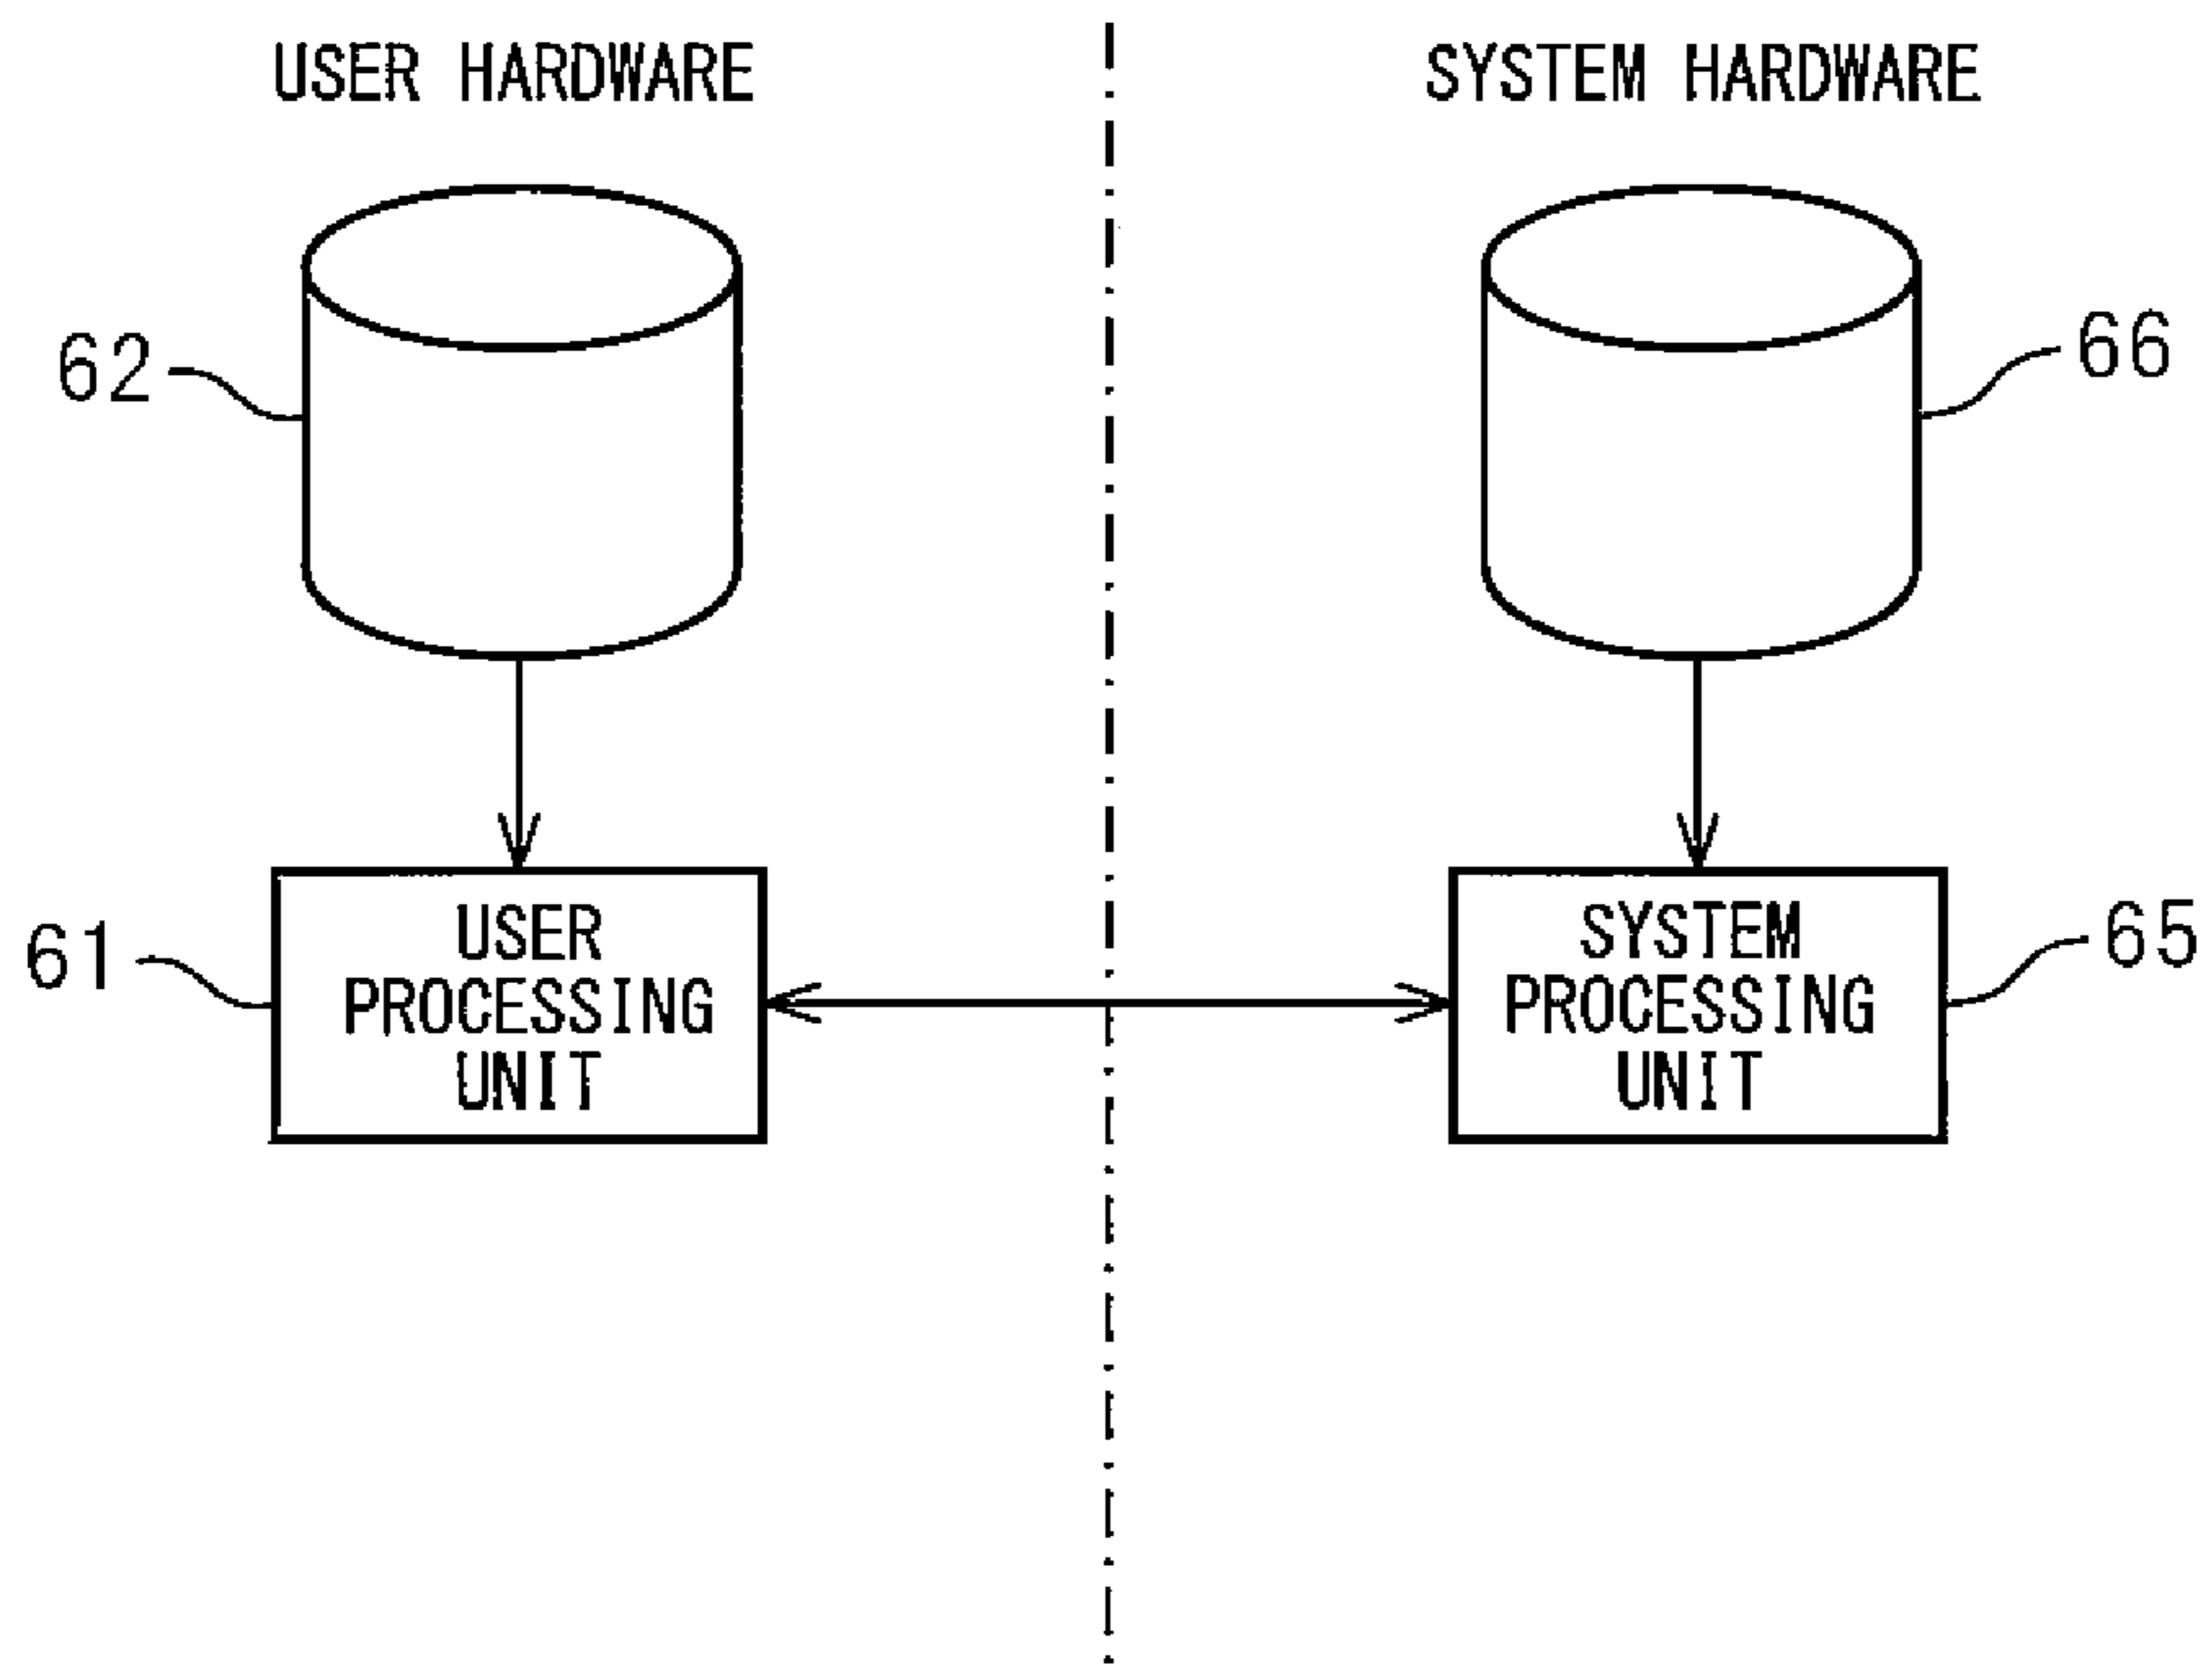 USER HARDWARE
SYSTEM HARDWARE
62
66
61
USER
PROCESSING
UNIT
SYSTEM
PROCESSING
UNIT
65